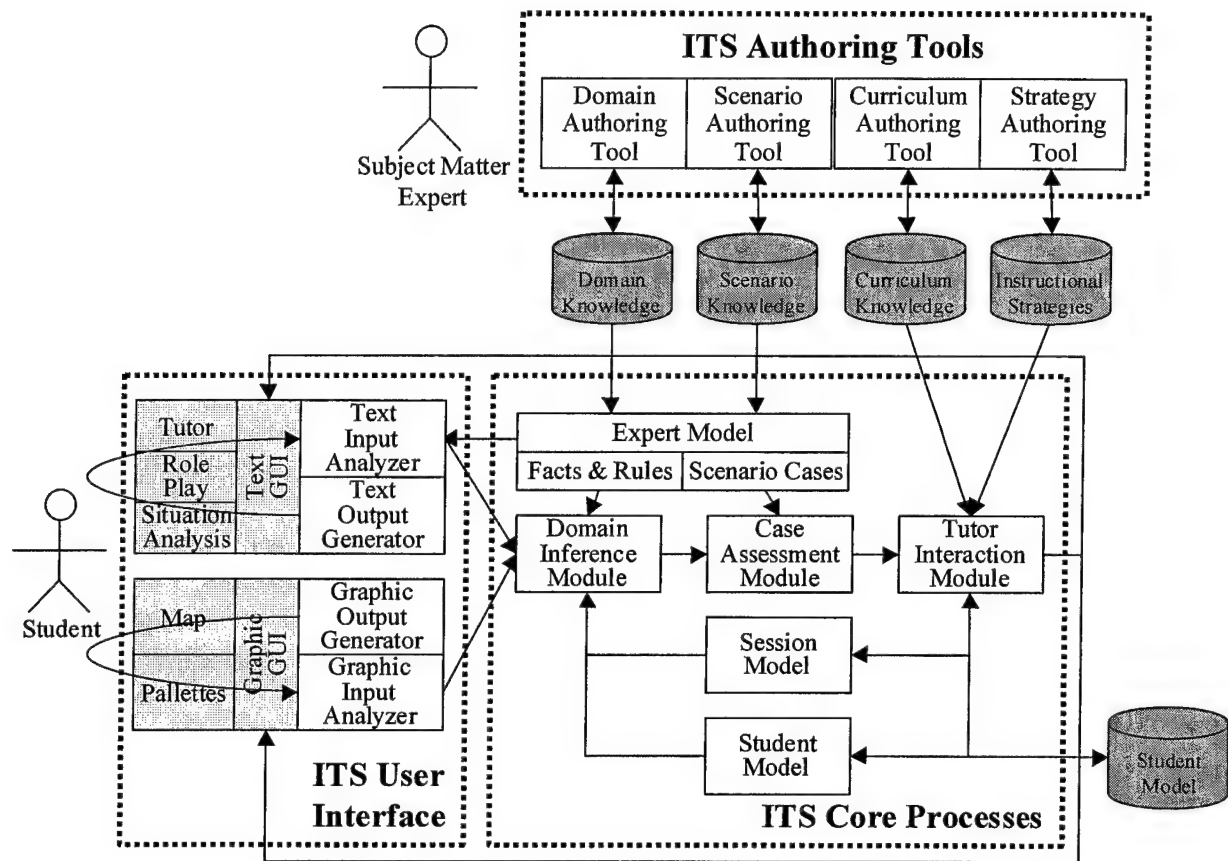 ITS Authoring Tools
Domain
Authoring
Tool
Scenario
Authoring
Tool
Curriculum
Authoring
Tool
Strategy
Authoring
Tool
Subject Matter
Expert
Domain
Knowledge
Scenario
Knowledge
Curriculum
Knowledge
Instructional
Strategies
Tutor
Role
Play
Situation
Analysis
Text
GUI
Text
Input
Analyzer
Text
Output
Generator
Map
Pallettes
Graphic
GUI
Graphic
Output
Generator
Graphic
Input
Analyzer
Student
ITS User
Interface
Expert Model
Facts & Rules
Scenario Cases
Domain
Inference
Module
Case
Assessment
Module
Tutor
Interaction
Module
Session
Model
Student
Model
ITS Core Processes
Student
Model